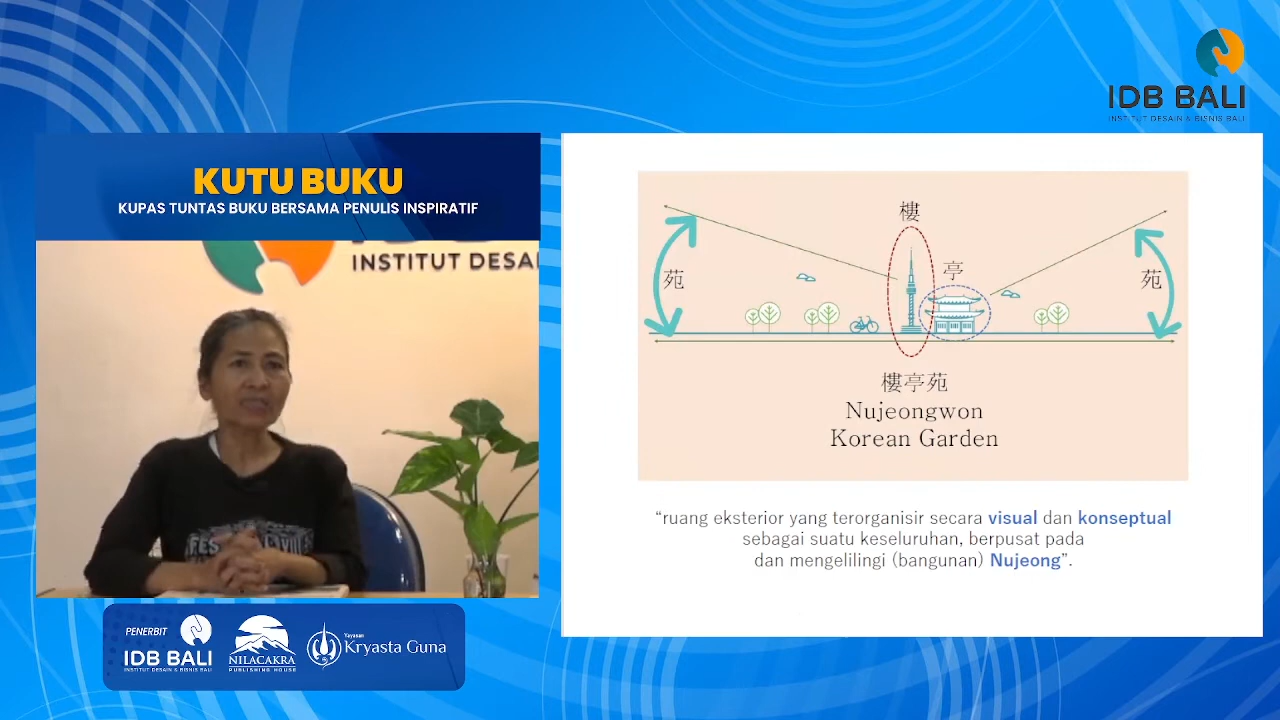 IDB BALI
INSTITUT DESAIN & BISNIS BALI
KUTU BUKU
KUPAS TUNTAS BUKU BERSAMA PENULIS INSPIRATIF
INSTITUT DESAI
樓
亭
苑
苑
樓亭苑
Nujeongwon
Korean Garden
“ruang eksterior yang terorganisir secara visual dan konseptual
sebagai suatu keseluruhan, berpusat pada
dan mengelilingi (bangunan) Nujeong”.
PENERBIT
IDB BALI
INSTITUT DESAIN & BISNIS BALI
NILACAKRA
PUBLISHING HOUSE
Yayasan
Kryasta Guna